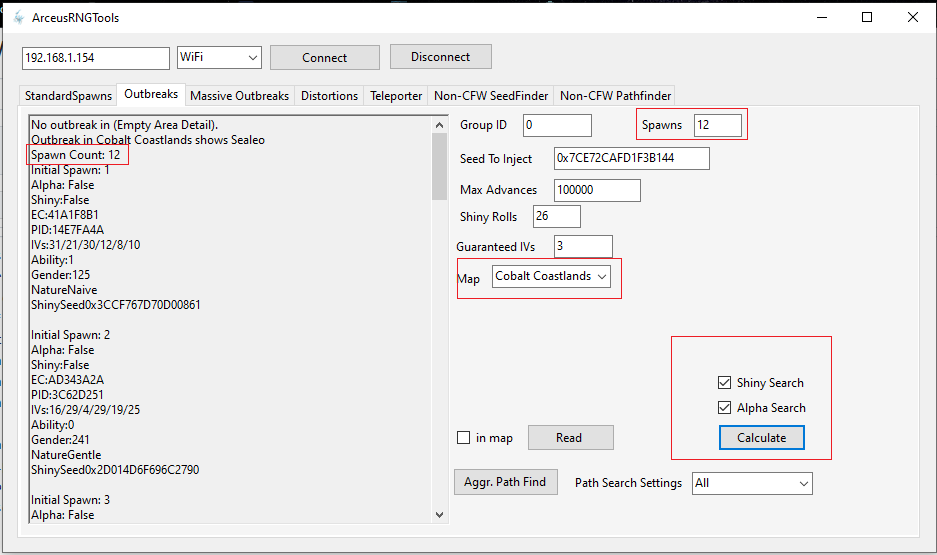 ArceusRNGTools
192.168.1.154
WiFi
Connect
Disconnect
StandardSpawns
Outbreaks
Massive Outbreaks
Distortions
Teleporter
Non-CFW SeedFinder
Non-CFW Pathfinder
No outbreak in (Empty Area Detail).
Outbreak in Cobalt Coastlands shows Sealeo
Spawn Count: 12
Initial Spawn: 1
Alpha: False
Shiny:False
EC:41A1F8B1
PID:14E7FA4A
IVs:31/21/30/12/8/10
Ability:1
Gender:125
NatureNaive
ShinySeed0x3CCF767D70D00861
Initial Spawn: 2
Alpha: False
Shiny:False
EC:AD343A2A
PID:3C62D251
IVs:16/29/4/29/19/25
Ability:0
Gender:241
NatureGentle
ShinySeed0x2D014D6F696C2790
Initial Spawn: 3
Alpha: False
Group ID 0
Spawns 12
Seed To Inject 0x7CE72CAFD1F3B144
Max Advances 100000
Shiny Rolls 26
Guaranteed IVs 3
Map Cobalt Coastlands
Shiny Search
Alpha Search
in map
Read
Calculate
Aggr. Path Find
Path Search Settings All